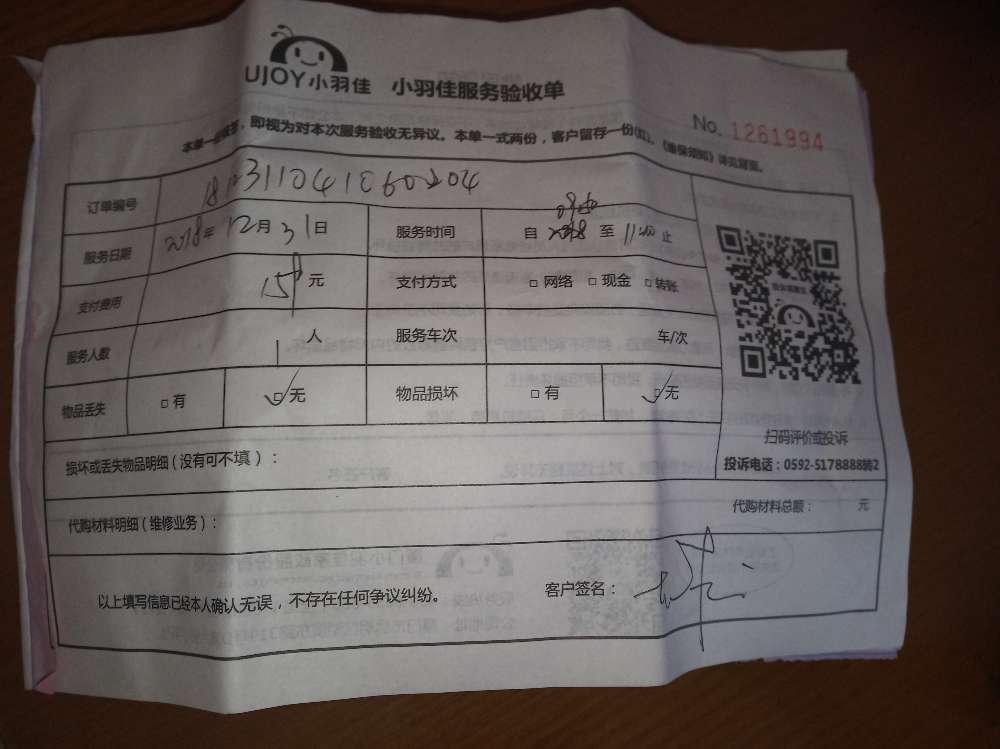 UJOY小羽佳 小羽佳服务验收单
No. 1261994
本单一经签署，即视为对本次服务验收无异议。本单一式两份，客户留存一份(红)。《维保须知》详见背面。
订单编号
服务日期 2018年12月31日 服务时间 自 至 止
支付费用 元 支付方式 □ 网络 □ 现金 □ 转账
服务人数 1 人 服务车次 车/次
物品丢失 □ 有 ☑ 无 物品损坏 □ 有 ☑ 无
扫码评价或投诉
投诉电话：0592-5178888转2
损坏或丢失物品明细（没有可不填）：
代购材料明细（维修业务）： 代购材料总额： 元
以上填写信息已经本人确认无误，不存在任何争议纠纷。 客户签名：